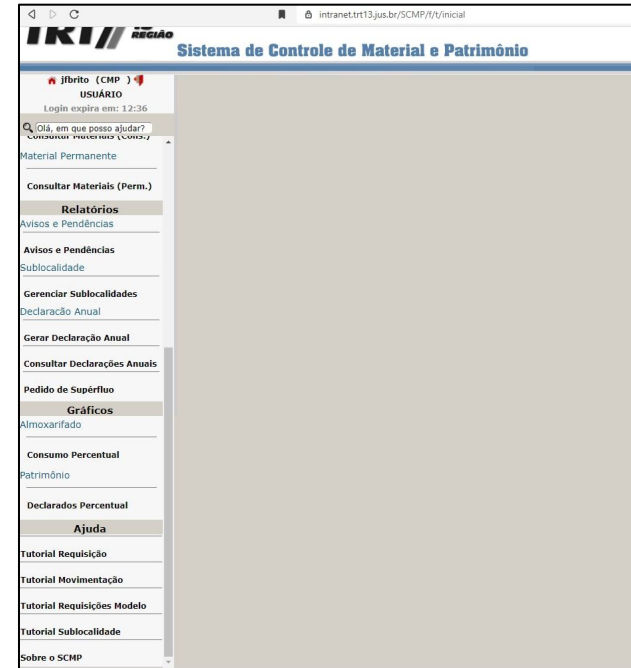 intranet.trt13.jus.br/SCMP/f/t/inicial
REGIÃO
Sistema de Controle de Material e Patrimônio
jfbrito (CMP )
USUÁRIO
Login expira em: 12:36
Olá, em que posso ajudar?
Consultar Materiais (Cons.)
Material Permanente
Consultar Materiais (Perm.)
Relatórios
Avisos e Pendências
Avisos e Pendências
Sublocalidade
Gerenciar Sublocalidades
Declaracão Anual
Gerar Declaração Anual
Consultar Declarações Anuais
Pedido de Supérfluo
Gráficos
Almoxarifado
Consumo Percentual
Patrimônio
Declarados Percentual
Ajuda
Tutorial Requisição
Tutorial Movimentação
Tutorial Requisições Modelo
Tutorial Sublocalidade
Sobre o SCMP